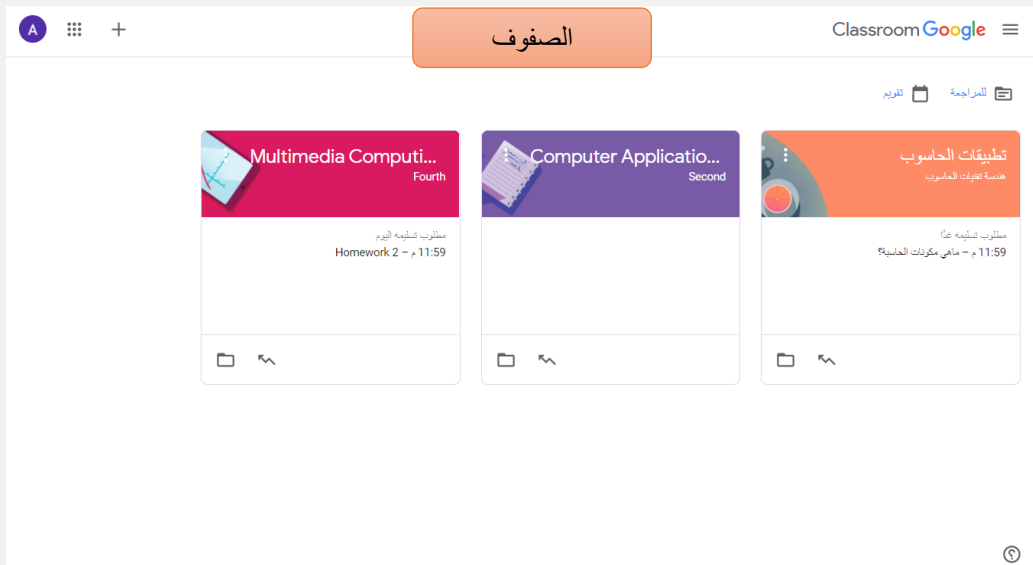 الصفوف
Classroom Google
A
للمراجعة
تقويم
تطبيقات الحاسوب
هندسة تقنيات الحاسوب
مطلوب تسليمه غدًا
11:59 م – ماهي مكونات الحاسبة؟
Computer Applicatio...
Second
Multimedia Computi...
Fourth
مطلوب تسليمه اليوم
11:59 م – Homework 2